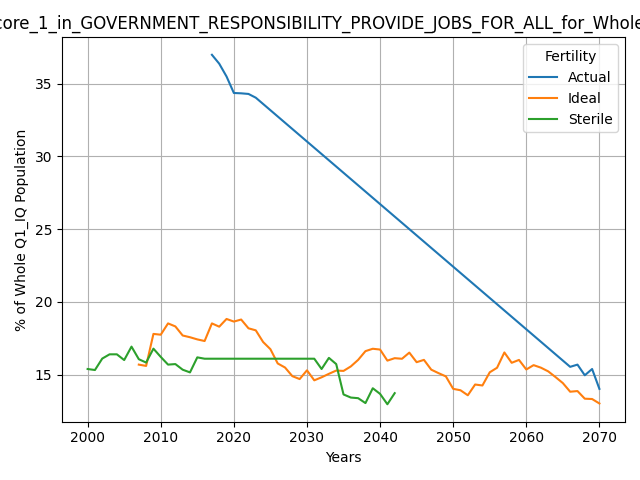 core_1_in_GOVERNMENT_RESPONSIBILITY_PROVIDE_JOBS_FOR_ALL_for_Whole
Fertility
Actual
Ideal
Sterile
% of Whole Q1_IQ Population
35
30
25
20
15
2000 2010 2020 2030 2040 2050 2060 2070
Years